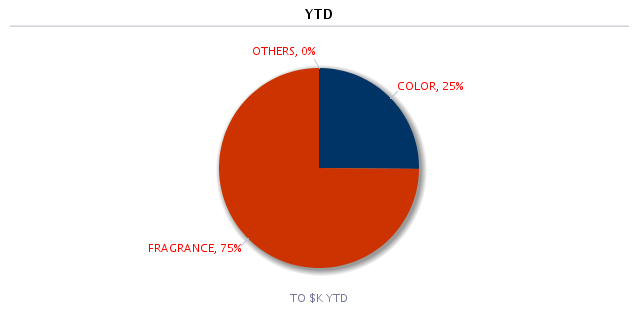 YTD
OTHERS, 0%
COLOR, 25%
FRAGRANCE, 75%
TO $K YTD